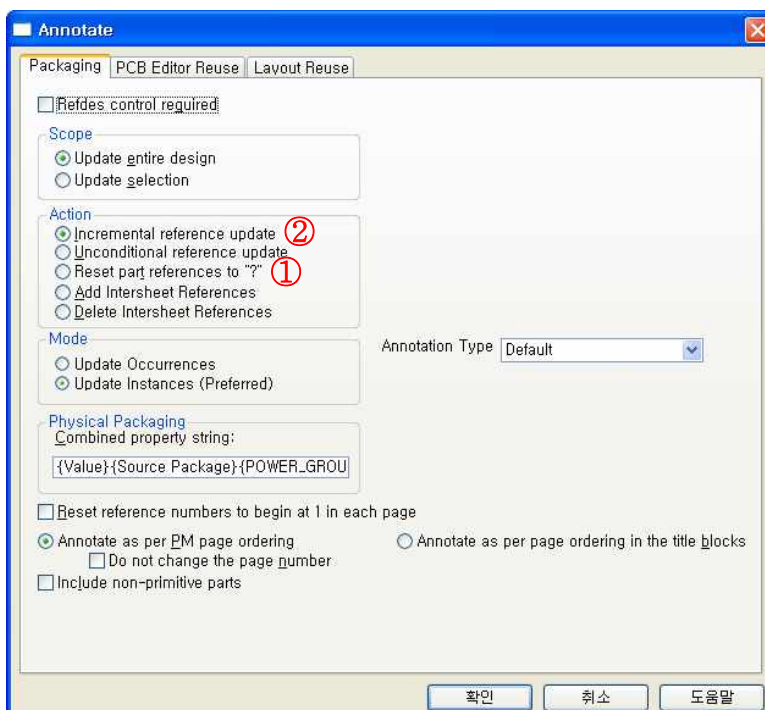 Annotate
Packaging PCB Editor Reuse Layout Reuse
Refdes control required
Scope
Update entire design
Update selection
Action
Incremental reference update ②
Unconditional reference update
Reset part references to "?" ①
Add Intersheet References
Delete Intersheet References
Mode
Update Occurrences
Update Instances (Preferred)
Annotation Type Default
Physical Packaging
Combined property string:
{Value}{Source Package}{POWER_GROU
Reset reference numbers to begin at 1 in each page
Annotate as per PM page ordering Annotate as per page ordering in the title blocks
Do not change the page number
Include non-primitive parts
확인 취소 도움말